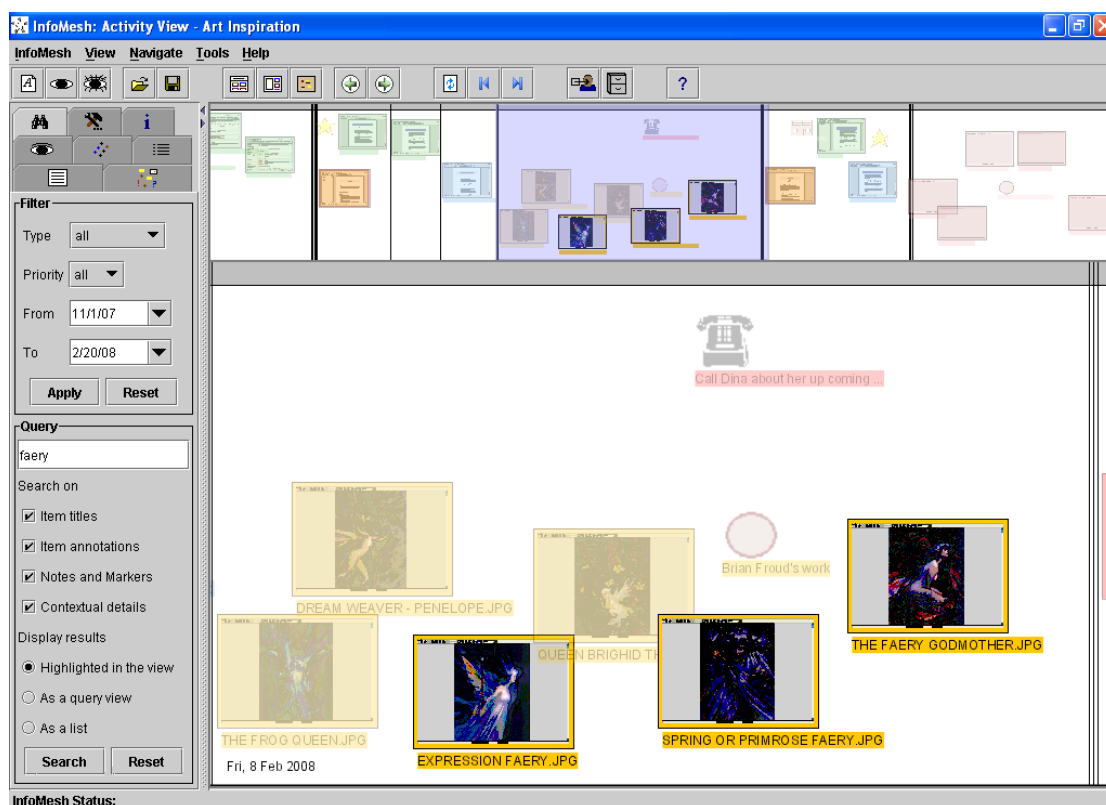 InfoMesh: Activity View - Art Inspiration
InfoMesh View Navigate Tools Help
A
?
i
Filter
Type all
Priority all
From 11/1/07
To 2/20/08
Apply Reset
Query
faery
Search on
Item titles
Item annotations
Notes and Markers
Contextual details
Display results
Highlighted in the view
As a query view
As a list
Search Reset
Call Dina about her up coming ...
Brian Froud's work
DREAM WEAVER - PENELOPE.JPG
THE FAERY GODMOTHER.JPG
QUEEN BRIGHID TH
THE FROG QUEEN.JPG
SPRING OR PRIMROSE FAERY.JPG
EXPRESSION FAERY.JPG
Fri, 8 Feb 2008
InfoMesh Status: